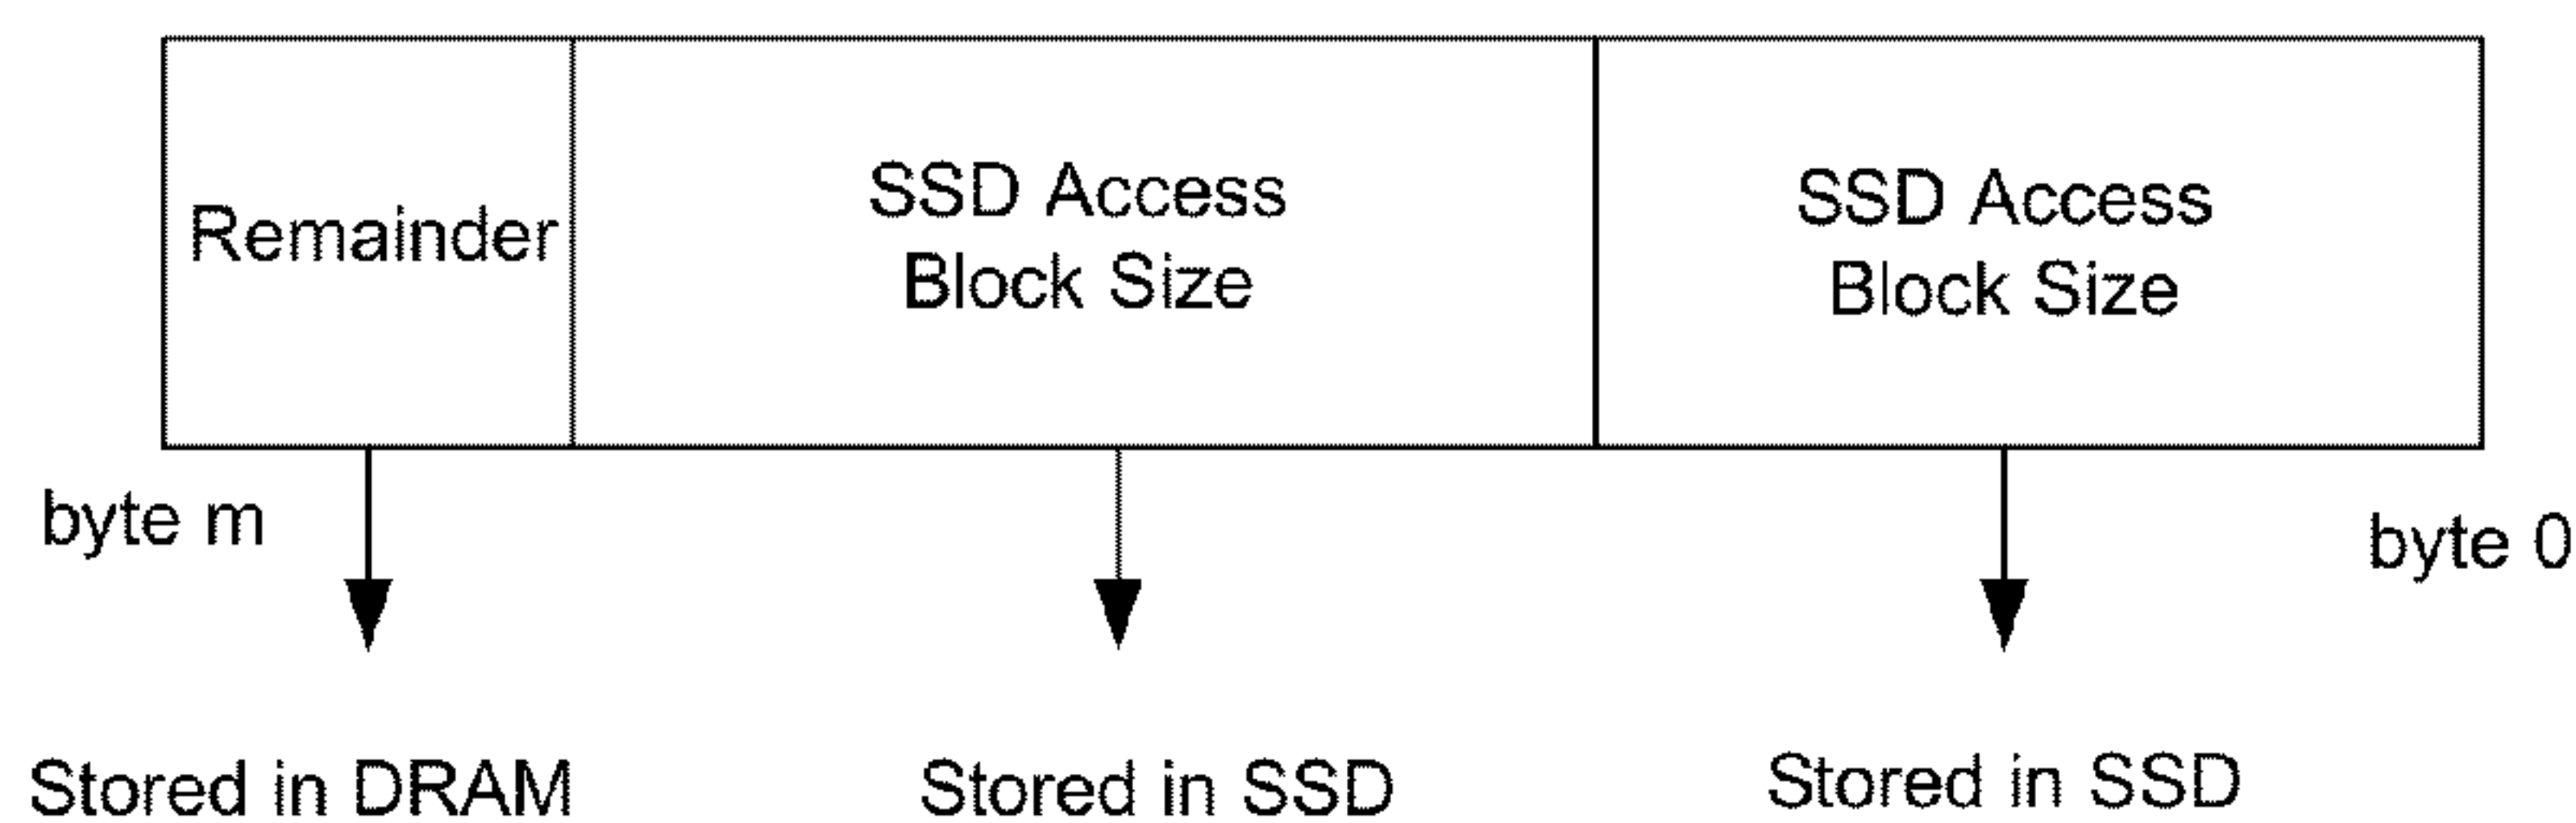 Remainder
SSD Access
Block Size
SSD Access
Block Size
byte m
byte 0
Stored in DRAM
Stored in SSD
Stored in SSD